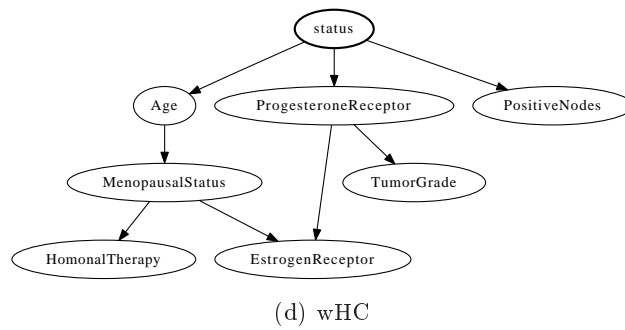 status
Age
ProgesteroneReceptor
PositiveNodes
MenopausalStatus
TumorGrade
HomonalTherapy
EstrogenReceptor
(d) wHC